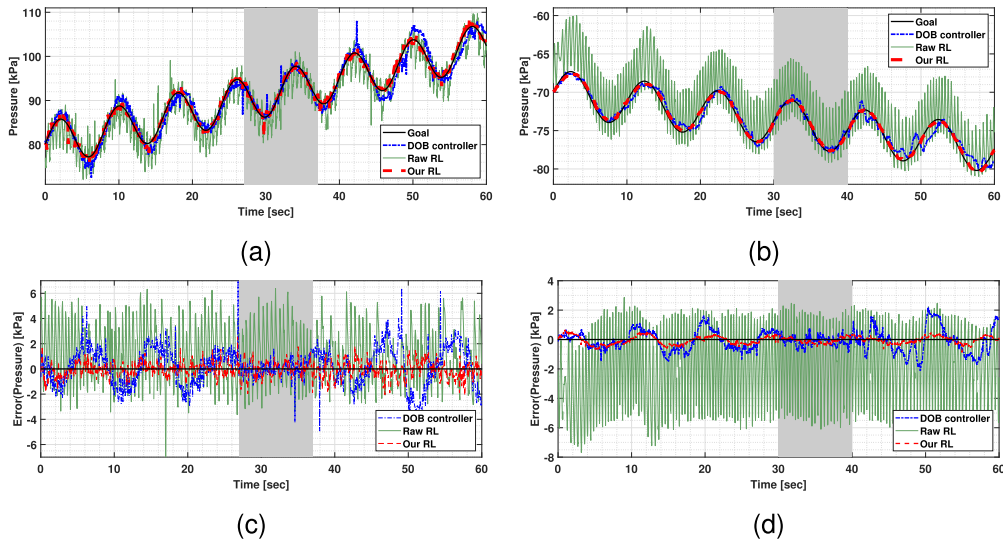 110
100
90
80
Pressure [kPa]
Goal
DOB controller
Raw RL
Our RL
0 10 20 30 40 50 60
Time [sec]
(a)
-60
-65
-70
-75
-80
Pressure [kPa]
Goal
DOB controller
Raw RL
Our RL
0 10 20 30 40 50 60
Time [sec]
(b)
6
4
2
0
-2
-4
-6
Error(Pressure) [kPa]
DOB controller
Raw RL
Our RL
0 10 20 30 40 50 60
Time [sec]
(c)
4
2
0
-2
-4
-6
-8
Error(Pressure) [kPa]
DOB controller
Raw RL
Our RL
0 10 20 30 40 50 60
Time [sec]
(d)